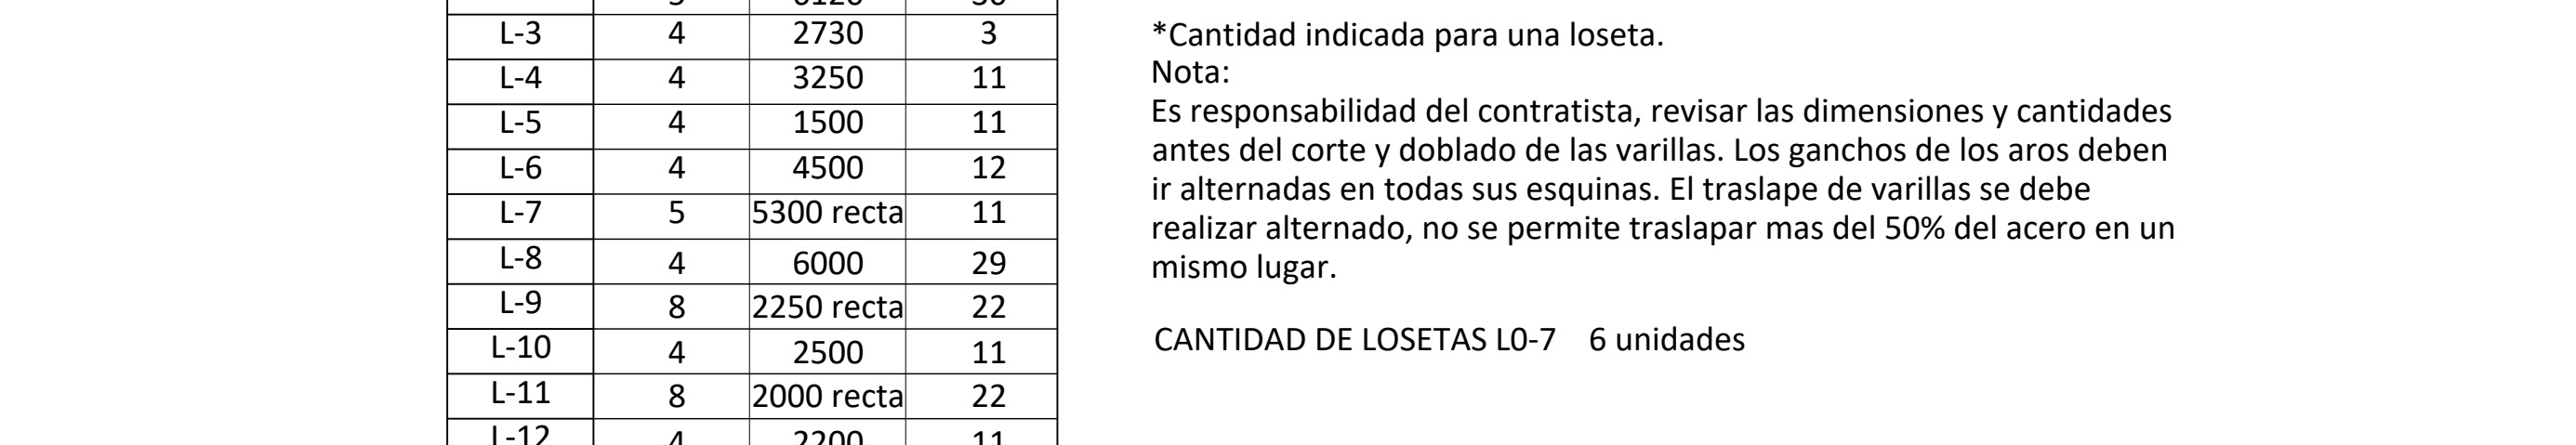 L-3 4 2730 3
L-4 4 3250 11
L-5 4 1500 11
L-6 4 4500 12
L-7 5 5300 recta 11
L-8 4 6000 29
L-9 8 2250 recta 22
L-10 4 2500 11
L-11 8 2000 recta 22
L-12 4 2200 11
*Cantidad indicada para una loseta.
Nota:
Es responsabilidad del contratista, revisar las dimensiones y cantidades
antes del corte y doblado de las varillas. Los ganchos de los aros deben
ir alternadas en todas sus esquinas. El traslape de varillas se debe
realizar alternado, no se permite traslapar mas del 50% del acero en un
mismo lugar.
CANTIDAD DE LOSETAS L0-7 6 unidades